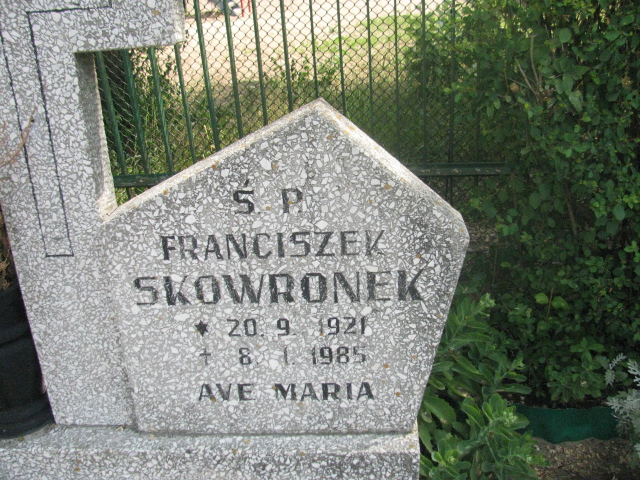 Ś. P.
FRANCISZEK
SKOWRONEK
* 20. 9. 1921
† 8. 1. 1985
AVE MARIA